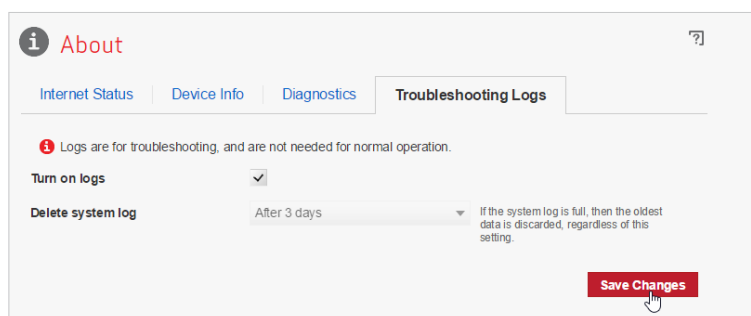 About
?
Internet Status
Device Info
Diagnostics
Troubleshooting Logs
Logs are for troubleshooting, and are not needed for normal operation.
Turn on logs
Delete system log
After 3 days
If the system log is full, then the oldest
data is discarded, regardless of this
setting.
Save Changes